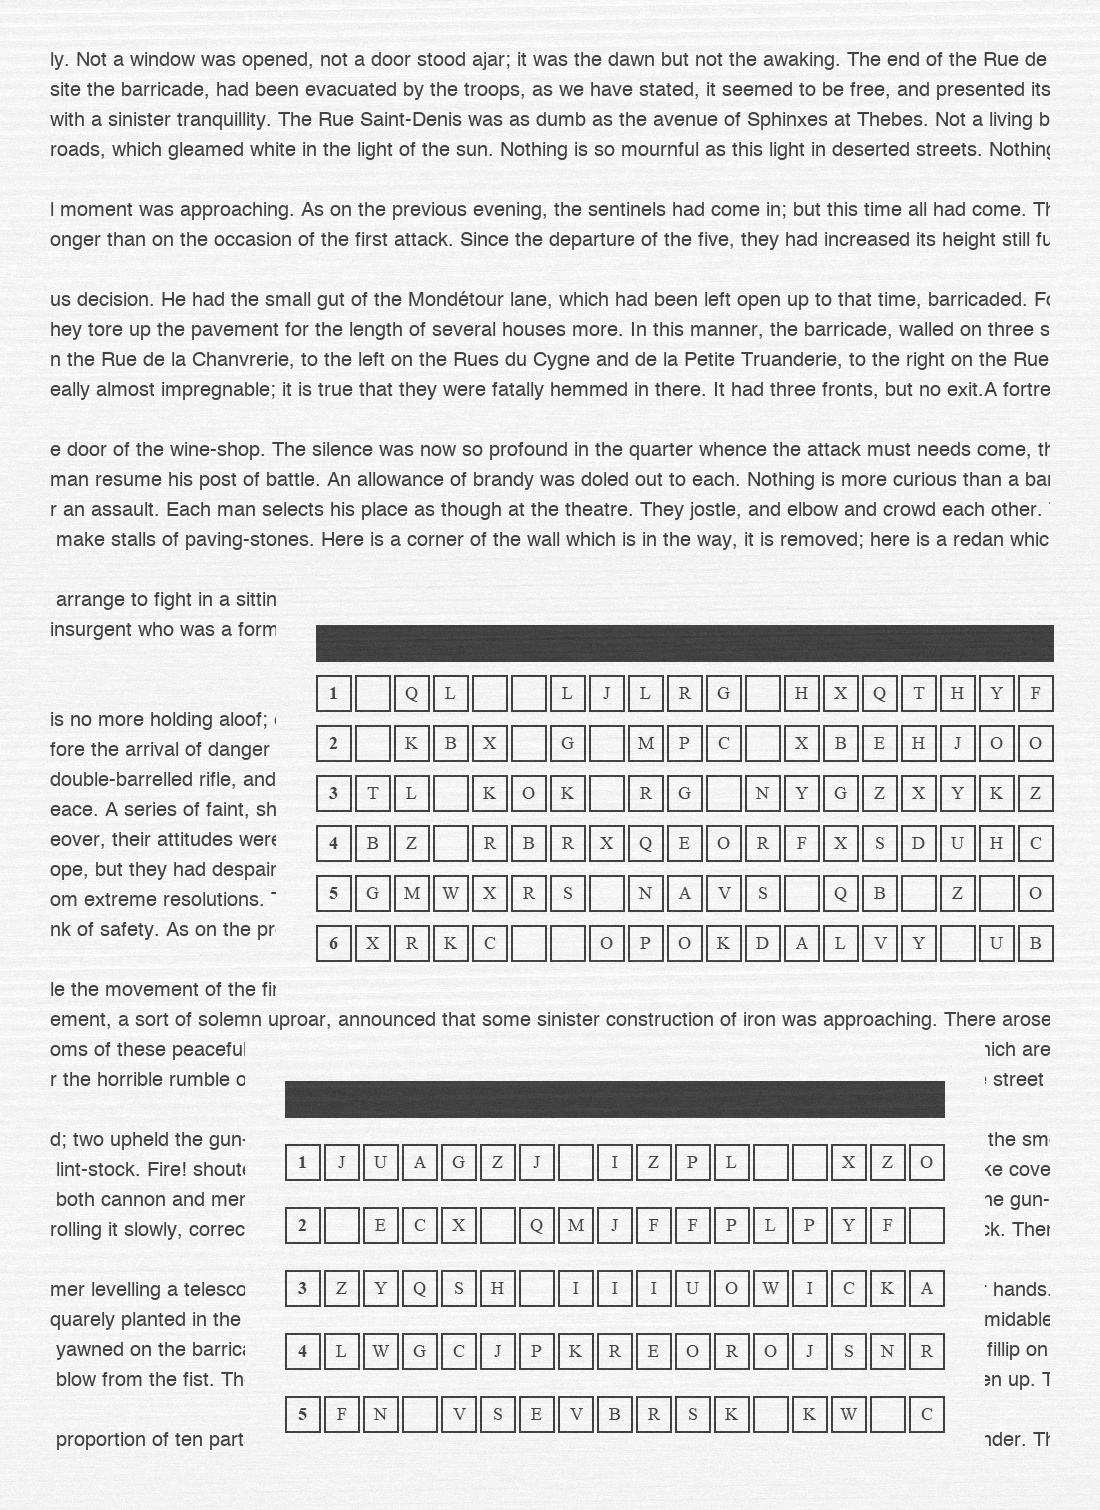 ly. Not a window was opened, not a door stood ajar; it was the dawn but not the awaking. The end of the Rue de
site the barricade, had been evacuated by the troops, as we have stated, it seemed to be free, and presented its
with a sinister tranquillity. The Rue Saint-Denis was as dumb as the avenue of Sphinxes at Thebes. Not a living b
roads, which gleamed white in the light of the sun. Nothing is so mournful as this light in deserted streets. Nothing
l moment was approaching. As on the previous evening, the sentinels had come in; but this time all had come. Th
onger than on the occasion of the first attack. Since the departure of the five, they had increased its height still fu
us decision. He had the small gut of the Mondétour lane, which had been left open up to that time, barricaded. Fo
hey tore up the pavement for the length of several houses more. In this manner, the barricade, walled on three s
n the Rue de la Chanvrerie, to the left on the Rues du Cygne and de la Petite Truanderie, to the right on the Rue
eally almost impregnable; it is true that they were fatally hemmed in there. It had three fronts, but no exit.A fortre
e door of the wine-shop. The silence was now so profound in the quarter whence the attack must needs come, th
man resume his post of battle. An allowance of brandy was doled out to each. Nothing is more curious than a bar
r an assault. Each man selects his place as though at the theatre. They jostle, and elbow and crowd each other.
make stalls of paving-stones. Here is a corner of the wall which is in the way, it is removed; here is a redan whic
arrange to fight in a sittin
insurgent who was a form
1 Q L L J L R G H X Q T H Y F
is no more holding aloof;
2 K B X G M P C X B E H J O O
fore the arrival of danger
double-barrelled rifle, and
3 T L K O K R G N Y G Z X Y K Z
eace. A series of faint, sh
eover, their attitudes were
4 B Z R B R X Q E O R F X S D U H C
ope, but they had despair
5 G M W X R S N A V S Q B Z O
om extreme resolutions.
nk of safety. As on the pr
6 X R K C O P O K D A L V Y U B
le the movement of the fir
ement, a sort of solemn uproar, announced that some sinister construction of iron was approaching. There arose
oms of these peaceful hich are
r the horrible rumble o street
d; two upheld the gun- the sm
1 J U A G Z J I Z P L X Z O
lint-stock. Fire! shoute ke cove
both cannon and mer he gun-
2 E C X Q M J F F P L P Y F
rolling it slowly, correc ck. Ther
3 Z Y Q S H I I I U O W I C K A
mer levelling a telesco hands.
quarely planted in the midable
4 L W G C J P K R E O R O J S N R
yawned on the barrica fillip on
blow from the fist. Th en up. T
5 F N V S E V B R S K K W C
proportion of ten part nder. Th